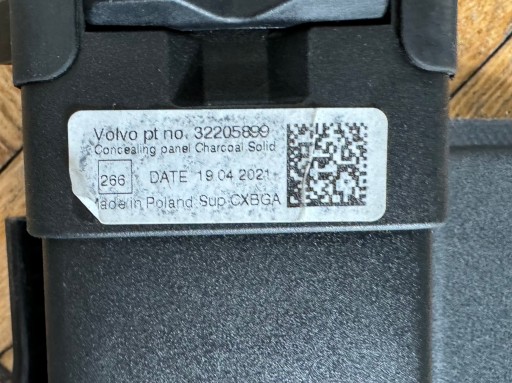 Volvo pt no. 32205899
Concealing panel Charcoal Solid
266 DATE 19 04 2021
Made in Poland Sup CXBGA